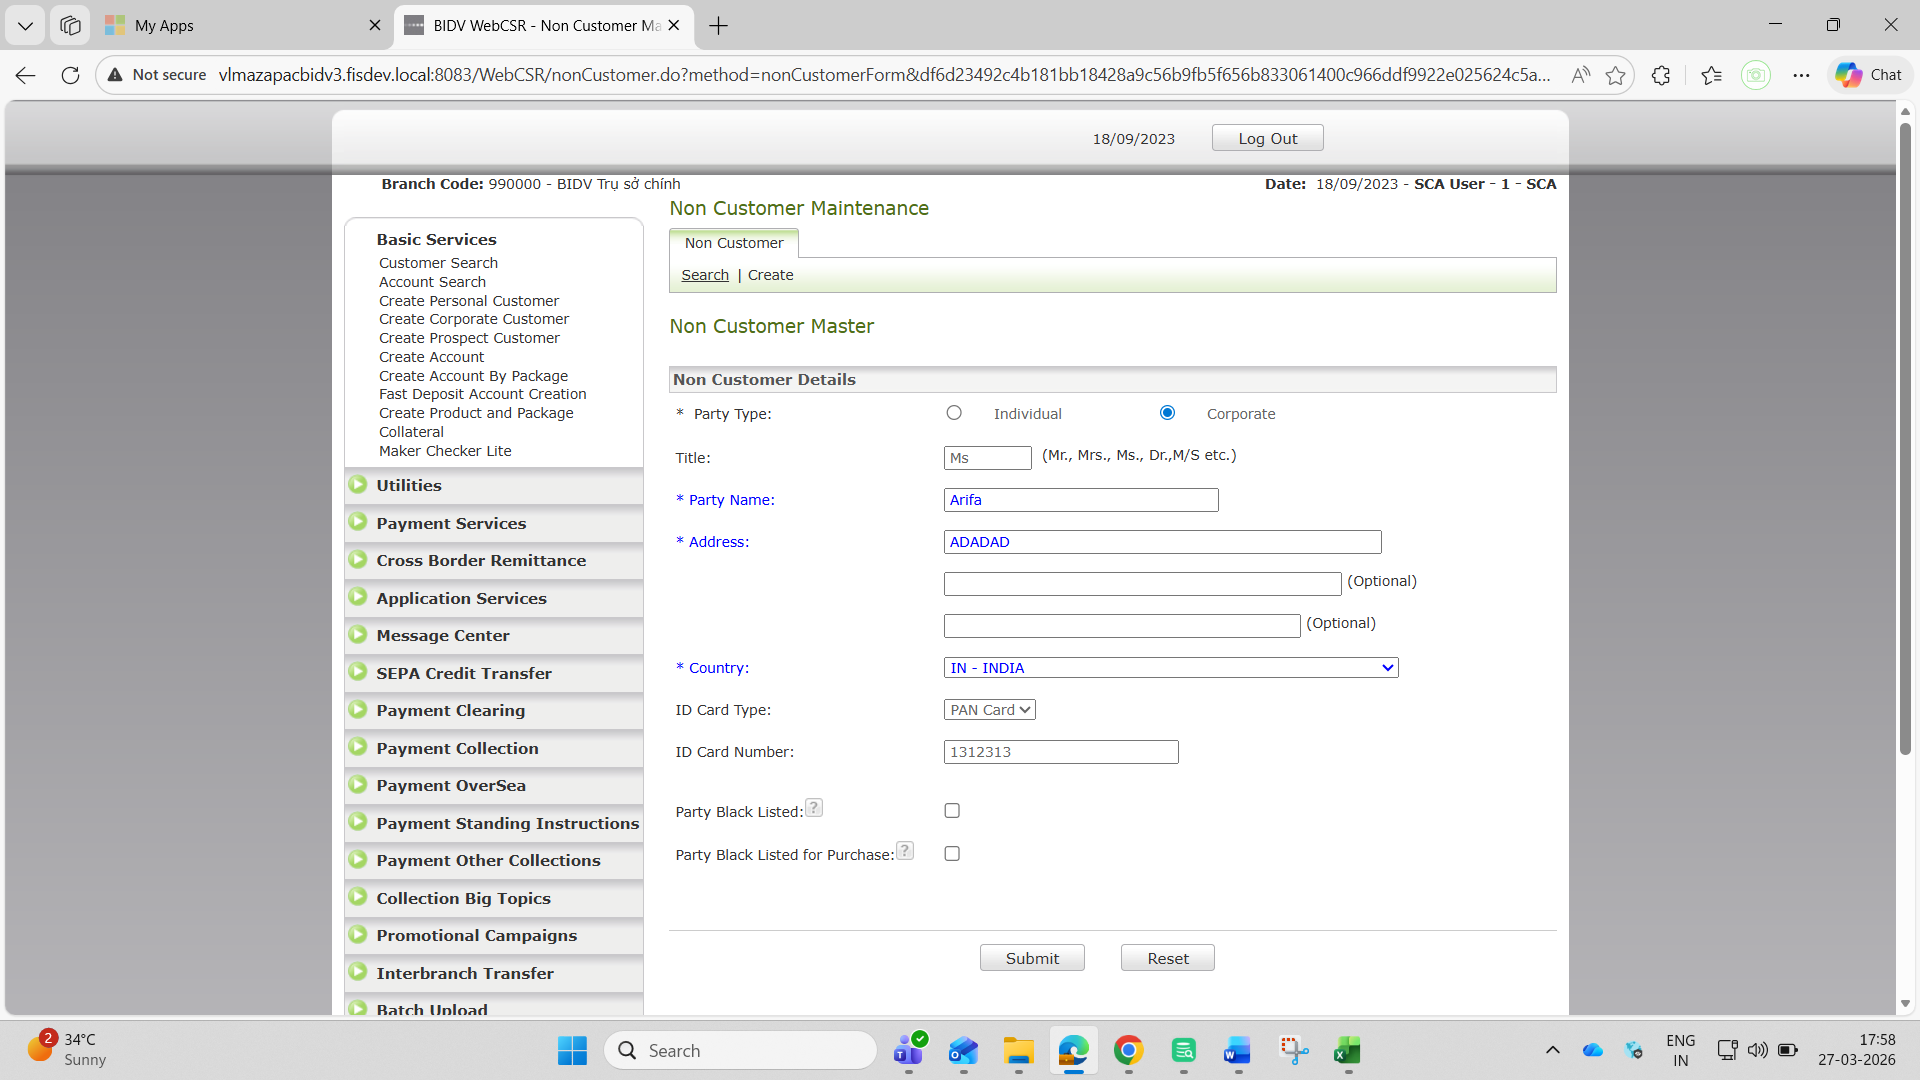 My Apps
BIDV WebCSR - Non Customer Ma
Not secure
vlmazapacbidv3.fisdev.local:8083/WebCSR/nonCustomer.do?method=nonCustomerForm&df6d23492c4b181bb18428a9c56b9fb5f656b833061400c966ddf9922e025624c5a...
Chat
18/09/2023
Log Out
Branch Code: 990000 - BIDV Trụ sở chính
Date: 18/09/2023 - SCA User - 1 - SCA
Non Customer Maintenance
Non Customer
Search | Create
Basic Services
Customer Search
Account Search
Create Personal Customer
Create Corporate Customer
Create Prospect Customer
Create Account
Create Account By Package
Fast Deposit Account Creation
Create Product and Package
Collateral
Maker Checker Lite
Utilities
Payment Services
Cross Border Remittance
Application Services
Message Center
SEPA Credit Transfer
Payment Clearing
Payment Collection
Payment OverSea
Payment Standing Instructions
Payment Other Collections
Collection Big Topics
Promotional Campaigns
Interbranch Transfer
Batch Upload
Non Customer Master
Non Customer Details
* Party Type: Individual Corporate
Title: Ms (Mr., Mrs., Ms., Dr.,M/S etc.)
* Party Name: Arifa
* Address: ADADAD
(Optional)
(Optional)
* Country: IN - INDIA
ID Card Type: PAN Card
ID Card Number: 1312313
Party Black Listed: ?
Party Black Listed for Purchase: ?
Submit Reset
2
34°C
Sunny
Search
ENG
IN
17:58
27-03-2026